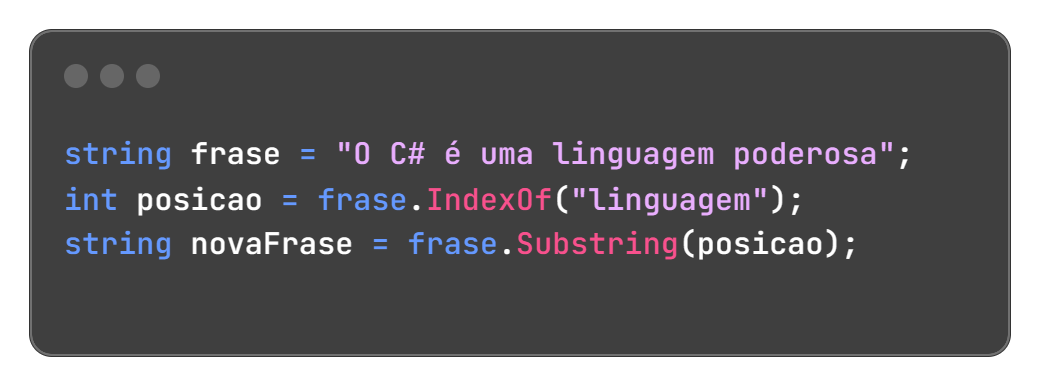 string frase = "O C# é uma linguagem poderosa";
int posicao = frase.IndexOf("linguagem");
string novaFrase = frase.Substring(posicao);